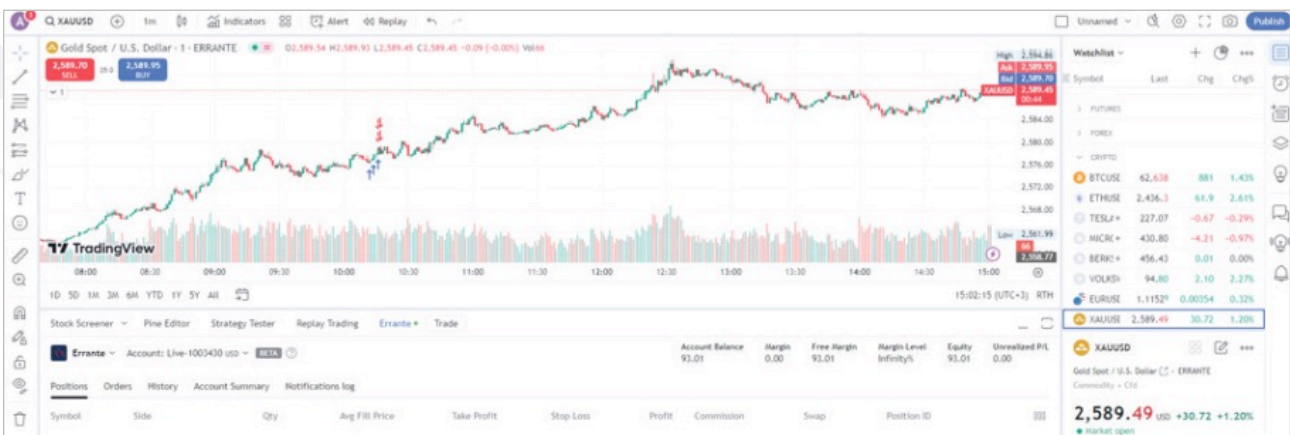 A XAUUSD 1m Indicators Alert Replay Unnamed Publish
Gold Spot / U.S. Dollar · 1 · ERRANTE O2,589.54 H2,589.93 L2,589.45 C2,589.45 -0.09 (-0.00%) Vol66
2,589.70 SELL 25.0 2,589.95 BUY
1
High 2,594.86
Ask 2,589.95
Bid 2,589.70
XAUUSD 2,589.45
00:44
2,584.00
2,580.00
2,576.00
2,572.00
2,568.00
Low 2,561.99
66
2,558.77
TradingView
08:00 08:30 09:00 09:30 10:00 10:30 11:00 11:30 12:00 12:30 13:00 13:30 14:00 14:30 15:00
1D 5D 1M 3M 6M YTD 1Y 5Y All 15:02:15 (UTC+3) RTH
Stock Screener Pine Editor Strategy Tester Replay Trading Errante Trade
Errante Account: Live-1003430 USD BETA
Account Balance Margin Free Margin Margin Level Equity Unrealized P/L
93.01 0.00 93.01 Infinity% 93.01 0.00
Positions Orders History Account Summary Notifications log
Symbol Side Qty Avg Fill Price Take Profit Stop Loss Profit Commission Swap Position ID
Watchlist
Symbol Last Chg Chg%
FUTURES
FOREX
CRYPTO
BTCUSE 62,638 881 1.43%
ETHUSE 2,436.3 61.9 2.61%
TESL 227.07 -0.67 -0.29%
MICR 430.80 -4.21 -0.97%
BERK 456.43 0.01 0.00%
VOLKS 94.80 2.10 2.27%
EURUSE 1.11529 0.00354 0.32%
XAUUSE 2,589.49 30.72 1.20%
XAUUSD
Gold Spot / U.S. Dollar · ERRANTE
Commodity · Cfd
2,589.49 USD +30.72 +1.20%
Market open